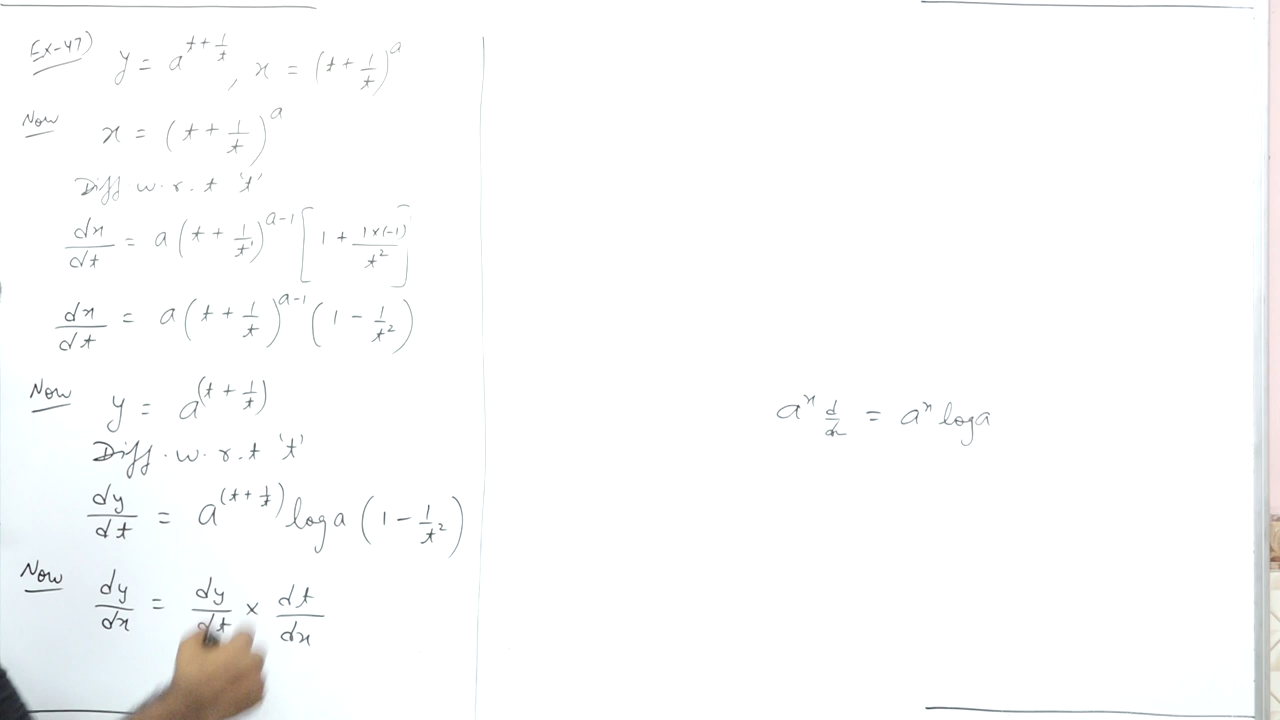 Ex-47) y = a^(t + 1/t), x = (t + 1/t)^a
Now x = (t + 1/t)^a
Diff w.r.t 't'
dx/dt = a(t + 1/t)^(a-1) [1 + 1×(-1)/t²]
dx/dt = a(t + 1/t)^(a-1) (1 - 1/t²)
Now y = a^(t + 1/t)
Diff. w.r.t 't'
dy/dt = a^(t + 1/t) log a (1 - 1/t²)
Now dy/dx = dy/dt × dt/dx
a^x d/dx = a^x log a